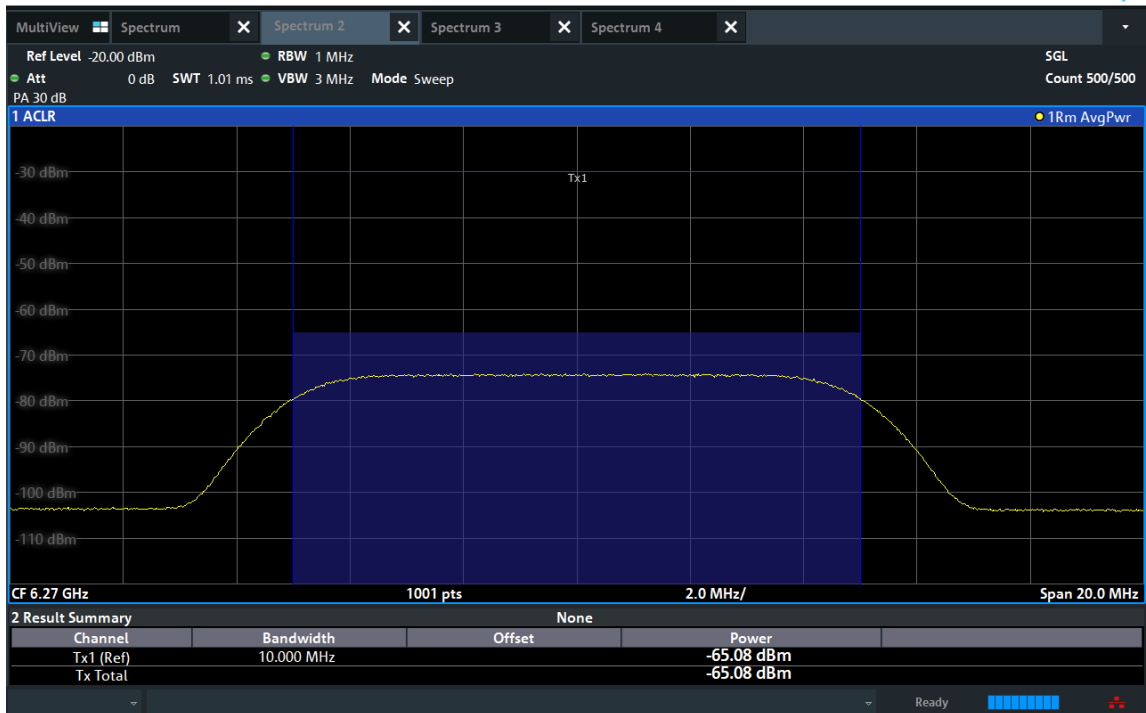 MultiView Spectrum Spectrum 2 Spectrum 3 Spectrum 4
Ref Level -20.00 dBm RBW 1 MHz SGL
Att 0 dB SWT 1.01 ms VBW 3 MHz Mode Sweep Count 500/500
PA 30 dB
1 ACLR 1Rm AvgPwr
-30 dBm
Tx1
-40 dBm
-50 dBm
-60 dBm
-70 dBm
-80 dBm
-90 dBm
-100 dBm
-110 dBm
CF 6.27 GHz 1001 pts 2.0 MHz/ Span 20.0 MHz
2 Result Summary None
Channel Bandwidth Offset Power
Tx1 (Ref) 10.000 MHz -65.08 dBm
Tx Total -65.08 dBm
Ready